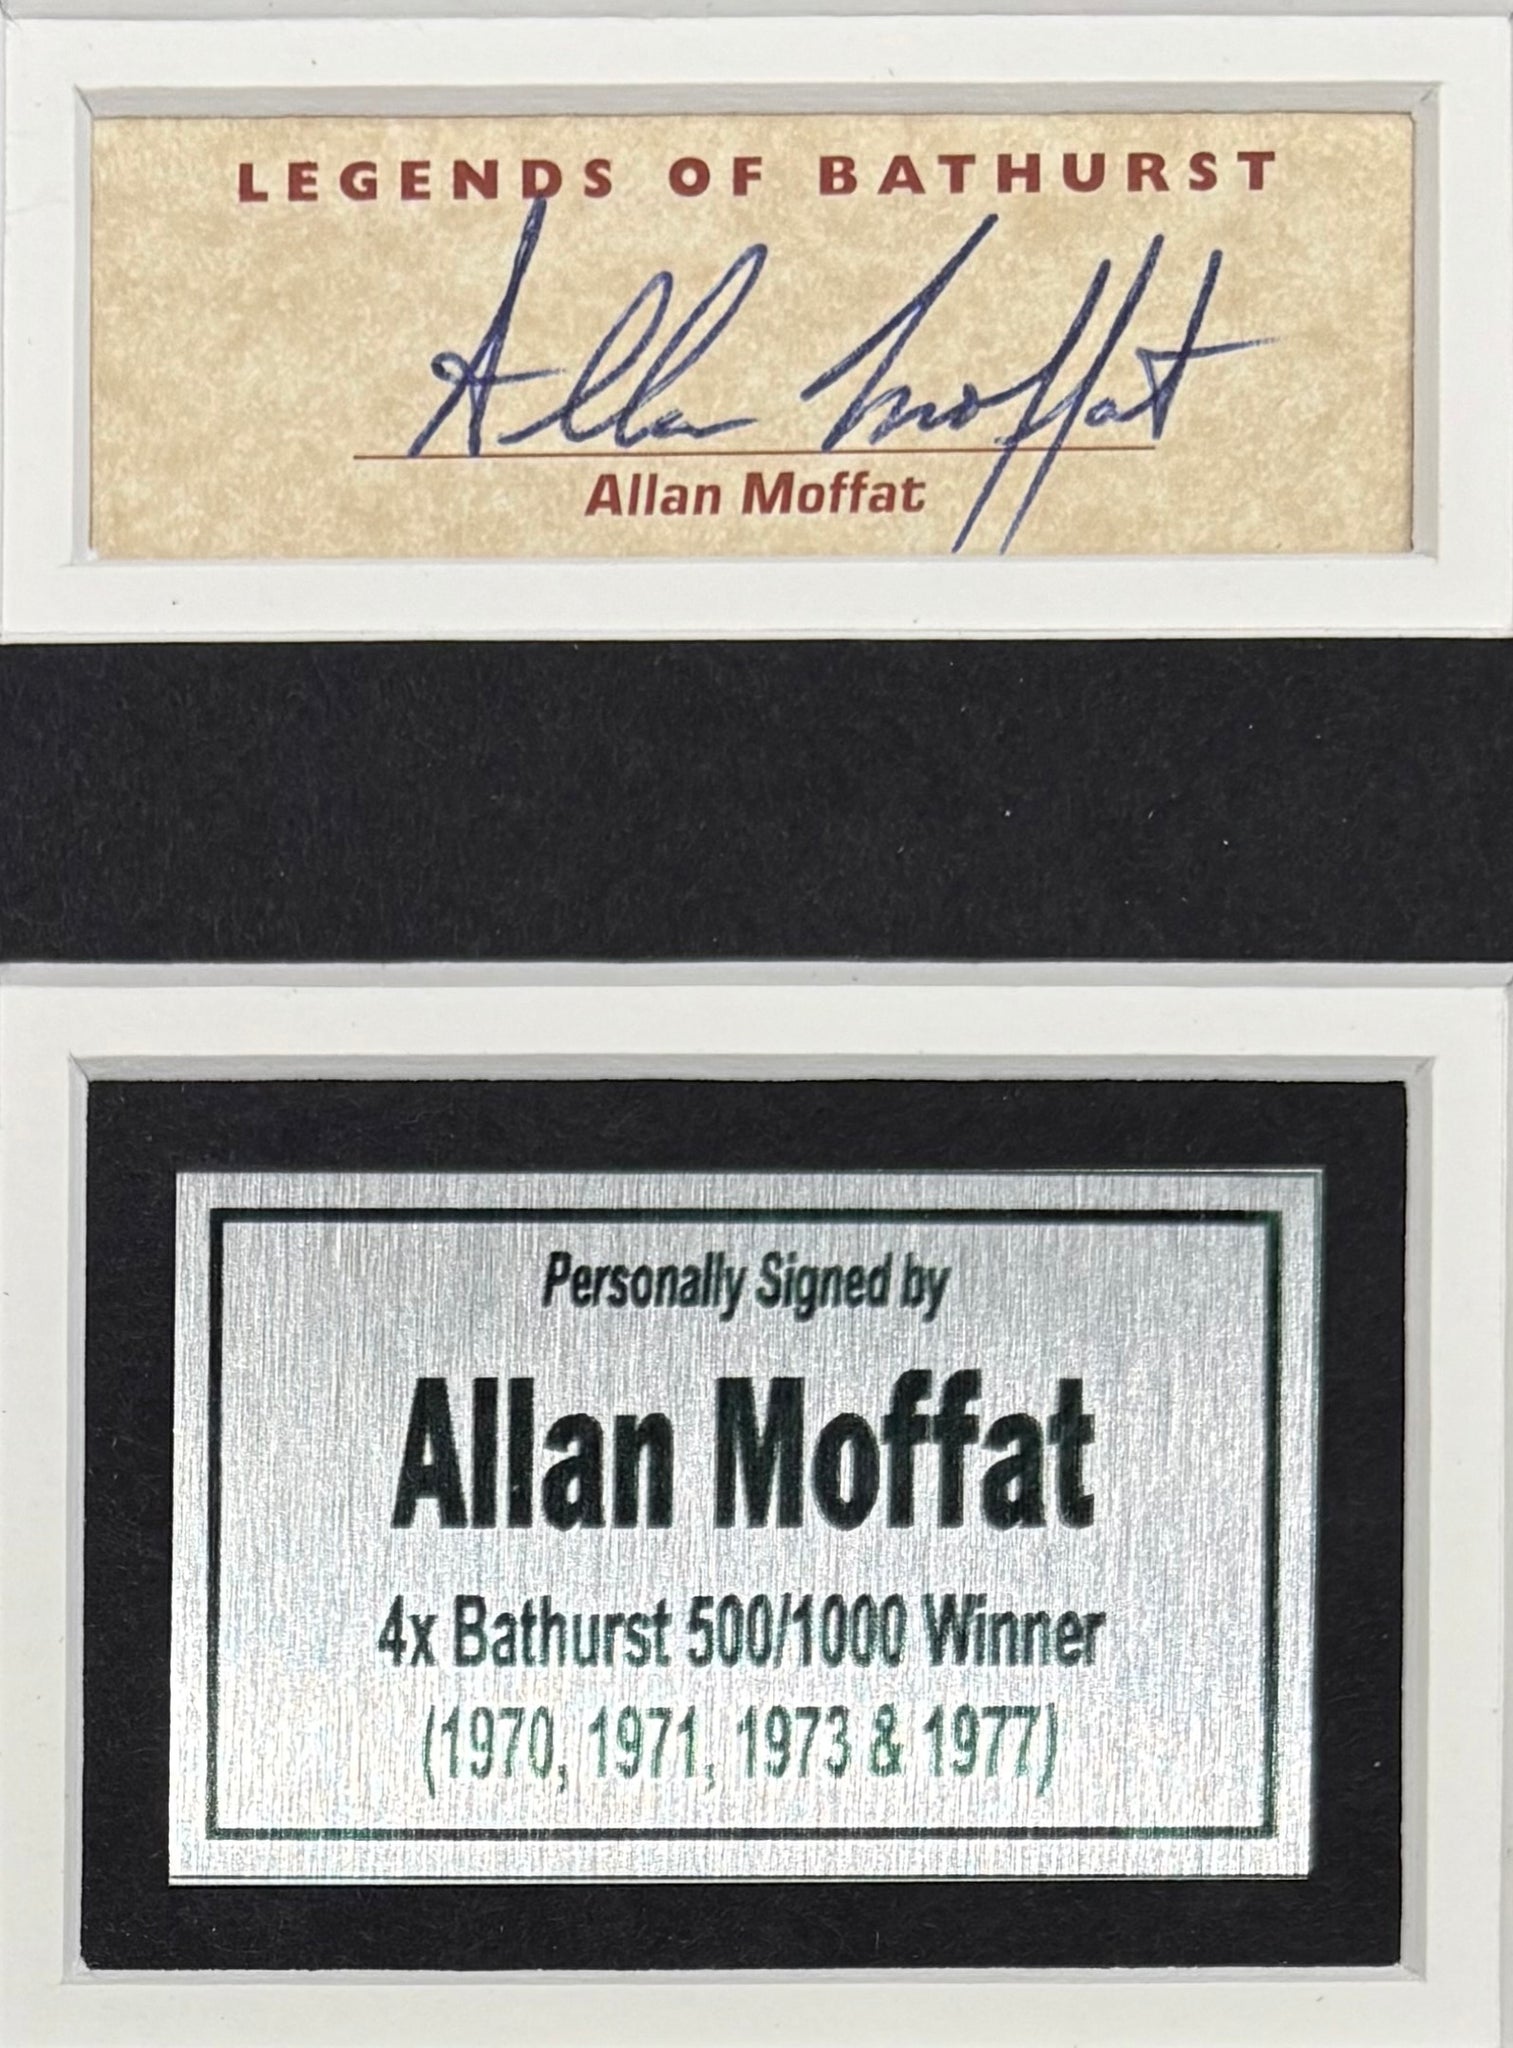 LEGENDS OF BATHURST
Allan Moffat
Allan Moffat
Personally Signed by
Allan Moffat
4x Bathurst 500/1000 Winner
(1970, 1971, 1973 & 1977)